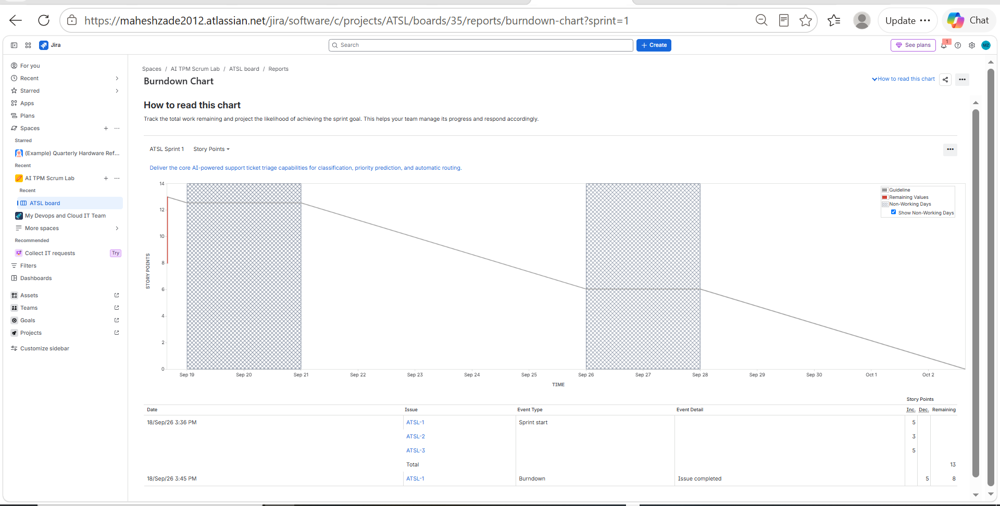 https://maheshzade2012.atlassian.net/jira/software/c/projects/ATSL/boards/35/reports/burndown-chart?sprint=1
Update
Chat
Jira
Search
Create
See plans
1
MZ
For you
Recent
Starred
Apps
Plans
Spaces
Starred
(Example) Quarterly Hardware Ref...
Recent
AI TPM Scrum Lab
Recent
ATSL board
My Devops and Cloud IT Team
More spaces
Recommended
Collect IT requests Try
Filters
Dashboards
Assets
Teams
Goals
Projects
Customize sidebar
Spaces / AI TPM Scrum Lab / ATSL board / Reports
Burndown Chart
How to read this chart
How to read this chart
Track the total work remaining and project the likelihood of achieving the sprint goal. This helps your team manage its progress and respond accordingly.
ATSL Sprint 1 Story Points
Deliver the core AI-powered support ticket triage capabilities for classification, priority prediction, and automatic routing.
Guideline
Remaining Values
Non-Working Days
Show Non-Working Days
STORY POINTS
14
12
10
8
6
4
2
0
Sep 19 Sep 20 Sep 21 Sep 22 Sep 23 Sep 24 Sep 25 Sep 26 Sep 27 Sep 28 Sep 29 Sep 30 Oct 1 Oct 2
TIME
Story Points
Date Issue Event Type Event Detail Inc. Dec. Remaining
18/Sep/26 3:36 PM ATSL-1 Sprint start 5
ATSL-2 3
ATSL-3 5
Total 13
18/Sep/26 3:45 PM ATSL-1 Burndown Issue completed 5 8